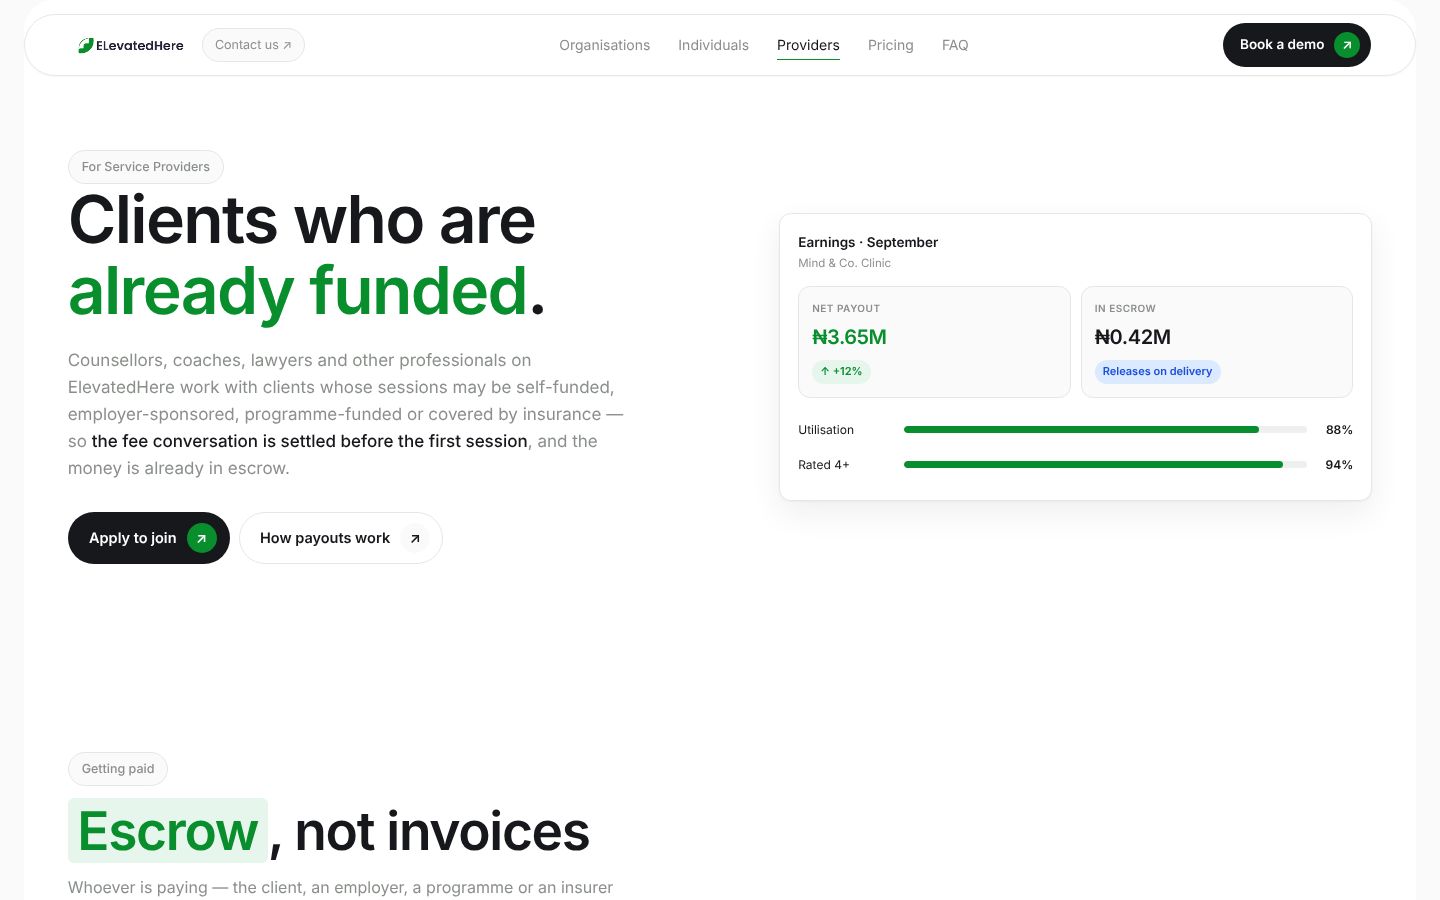 ELevatedHere
Contact us ↗
Organisations
Individuals
Providers
Pricing
FAQ
Book a demo ↗
For Service Providers
Clients who are
already funded.
Counsellors, coaches, lawyers and other professionals on
ElevatedHere work with clients whose sessions may be self-funded,
employer-sponsored, programme-funded or covered by insurance —
so the fee conversation is settled before the first session, and the
money is already in escrow.
Apply to join ↗
How payouts work ↗
Earnings · September
Mind & Co. Clinic
NET PAYOUT
₦3.65M
↑ +12%
IN ESCROW
₦0.42M
Releases on delivery
Utilisation 88%
Rated 4+ 94%
Getting paid
Escrow, not invoices
Whoever is paying — the client, an employer, a programme or an insurer